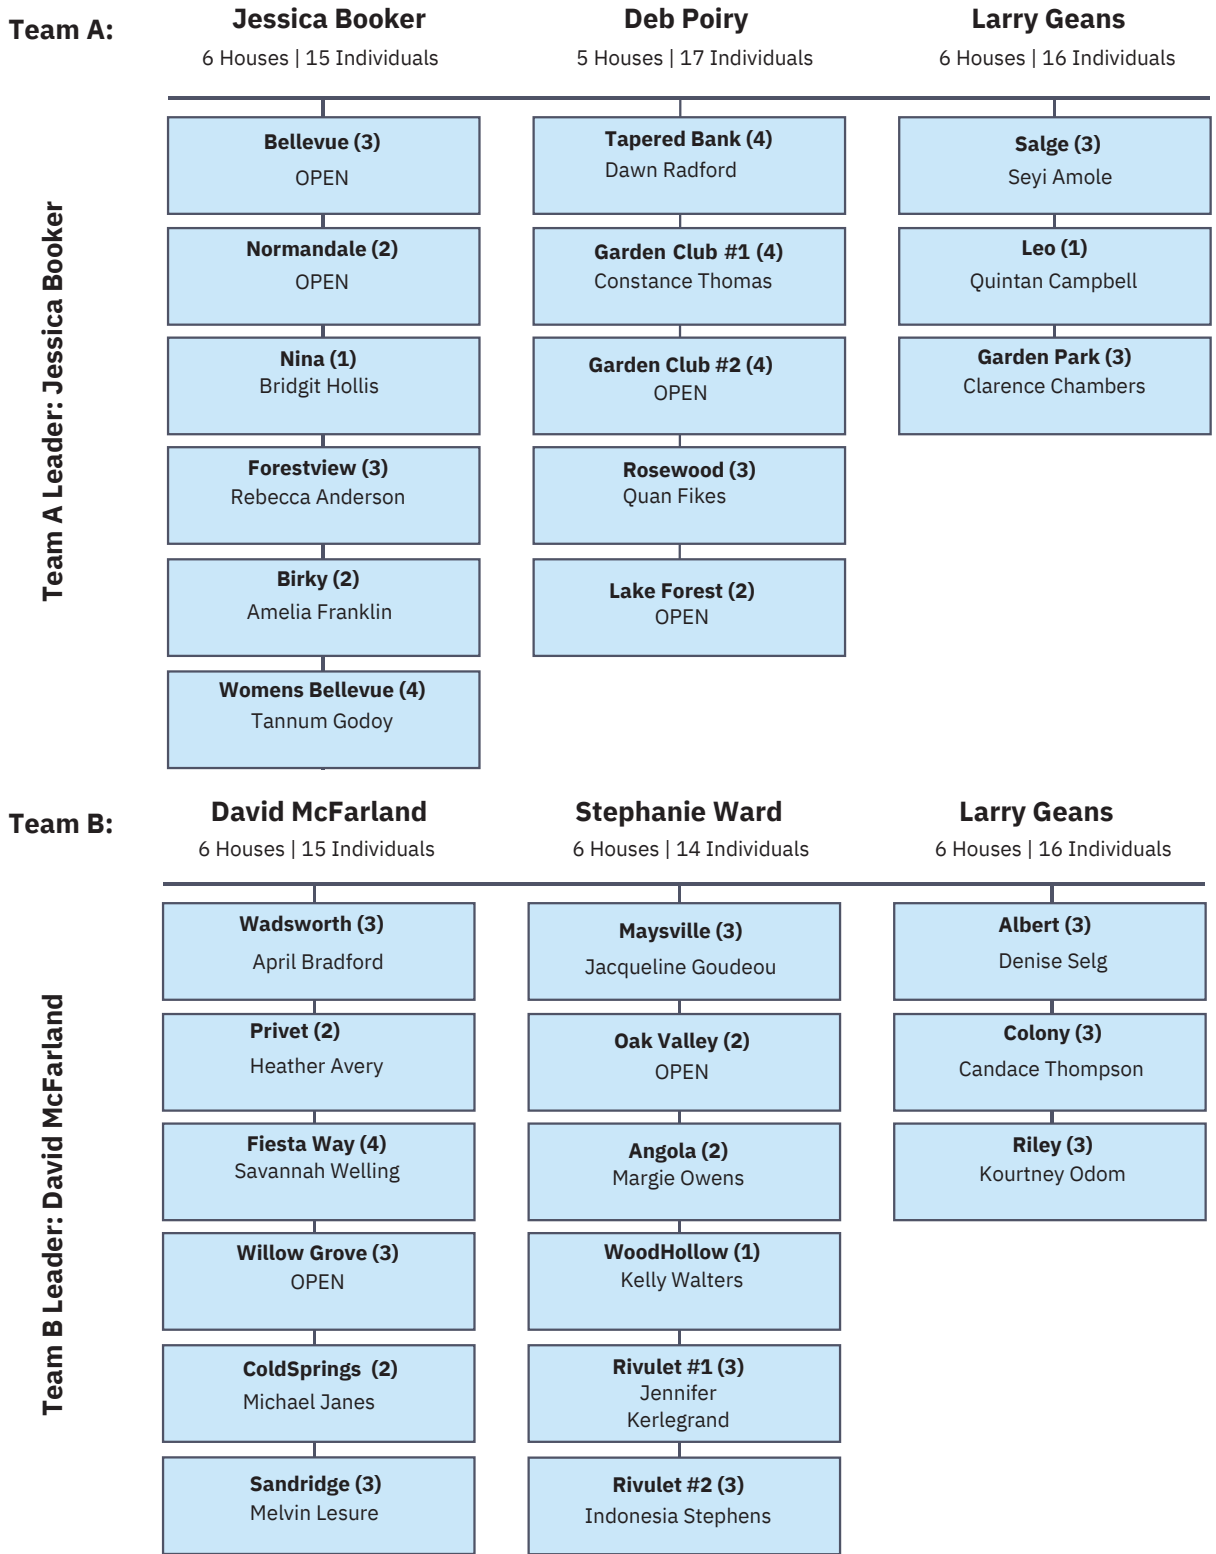 Team A:
Jessica Booker
6 Houses | 15 Individuals
Deb Poiry
5 Houses | 17 Individuals
Larry Geans
6 Houses | 16 Individuals
Team A Leader: Jessica Booker
Bellevue (3)
OPEN
Normandale (2)
OPEN
Nina (1)
Bridgit Hollis
Forestview (3)
Rebecca Anderson
Birky (2)
Amelia Franklin
Womens Bellevue (4)
Tannum Godoy
Tapered Bank (4)
Dawn Radford
Garden Club #1 (4)
Constance Thomas
Garden Club #2 (4)
OPEN
Rosewood (3)
Quan Fikes
Lake Forest (2)
OPEN
Salge (3)
Seyi Amole
Leo (1)
Quintan Campbell
Garden Park (3)
Clarence Chambers
Team B:
David McFarland
6 Houses | 15 Individuals
Stephanie Ward
6 Houses | 14 Individuals
Larry Geans
6 Houses | 16 Individuals
Team B Leader: David McFarland
Wadsworth (3)
April Bradford
Privet (2)
Heather Avery
Fiesta Way (4)
Savannah Welling
Willow Grove (3)
OPEN
ColdSprings (2)
Michael Janes
Sandridge (3)
Melvin Lesure
Maysville (3)
Jacqueline Goudeou
Oak Valley (2)
OPEN
Angola (2)
Margie Owens
WoodHollow (1)
Kelly Walters
Rivulet #1 (3)
Jennifer
Kerlegrand
Rivulet #2 (3)
Indonesia Stephens
Albert (3)
Denise Selg
Colony (3)
Candace Thompson
Riley (3)
Kourtney Odom